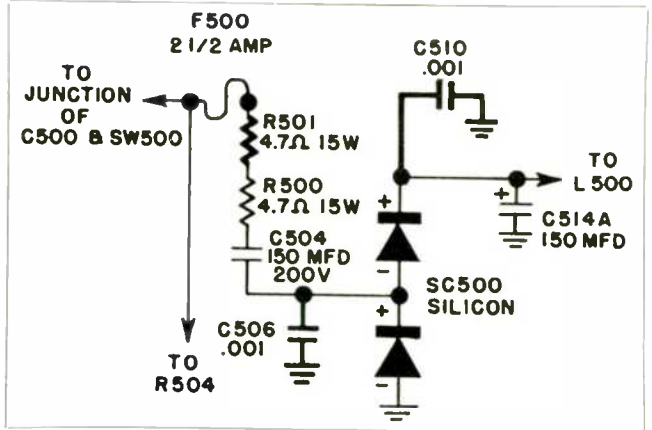 F500
2 1/2 AMP
TO
JUNCTION
OF
C500 & SW500
R501
4.7Ω 15W
R500
4.7Ω 15W
C504
150 MFD
200V
C506
.001
TO
R504
C510
.001
TO
L500
+
C514A
150 MFD
+
-
SC500
SILICON
+
-